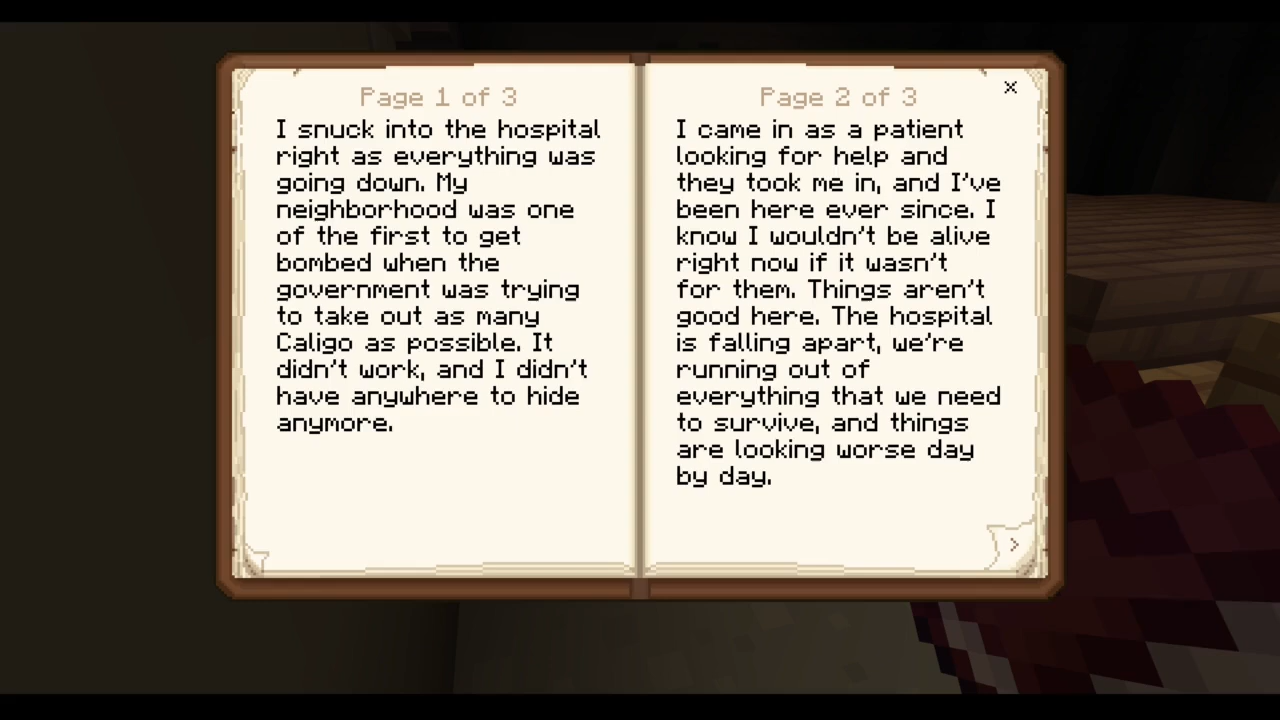 Page 1 of 3
I snuck into the hospital
right as everything was
going down. My
neighborhood was one
of the first to get
bombed when the
government was trying
to take out as many
Caligo as possible. It
didn't work, and I didn't
have anywhere to hide
anymore.
Page 2 of 3
I came in as a patient
looking for help and
they took me in, and I've
been here ever since. I
know I wouldn't be alive
right now if it wasn't
for them. Things aren't
good here. The hospital
is falling apart, we're
running out of
everything that we need
to survive, and things
are looking worse day
by day.